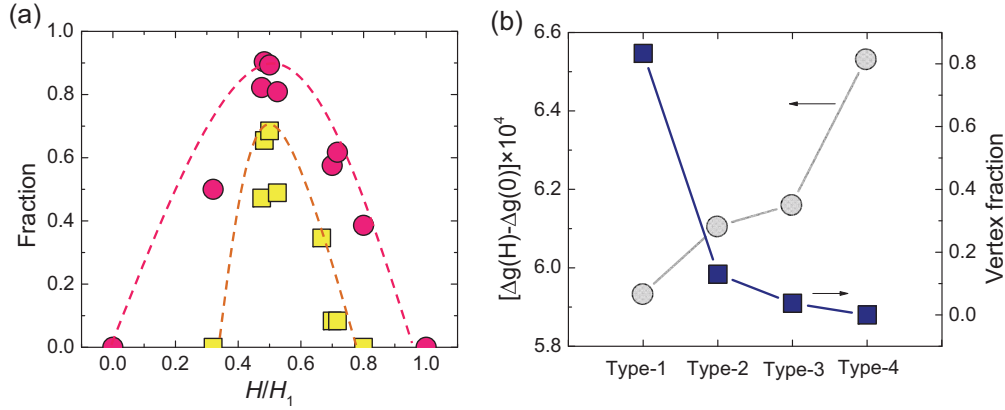 (a)
1.0
0.8
0.6
0.4
0.2
0.0
Fraction
0.0 0.2 0.4 0.6 0.8 1.0
H/H₁
(b)
6.6
6.4
6.2
6.0
5.8
[Δg(H)-Δg(0)]×10⁴
0.8
0.6
0.4
0.2
0.0
Vertex fraction
Type-1 Type-2 Type-3 Type-4